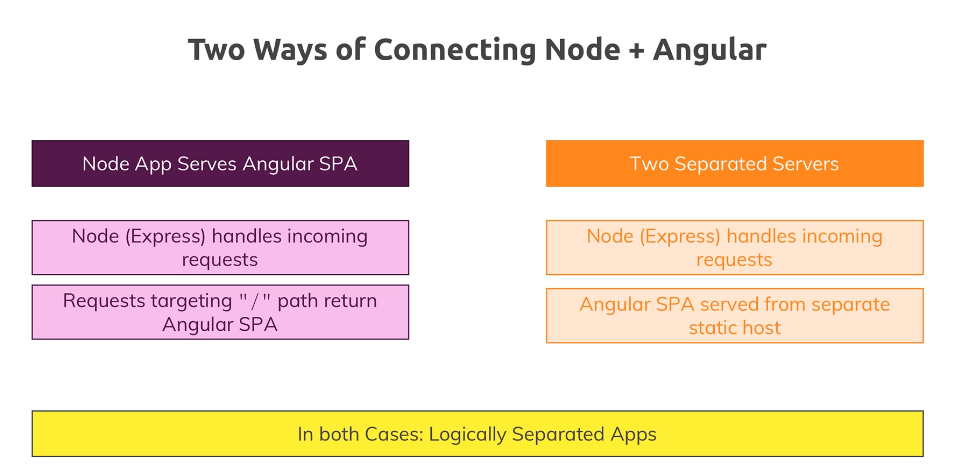 Two Ways of Connecting Node + Angular
Node App Serves Angular SPA
Node (Express) handles incoming
requests
Requests targeting "/" path return
Angular SPA
Two Separated Servers
Node (Express) handles incoming
requests
Angular SPA served from separate
static host
In both Cases: Logically Separated Apps